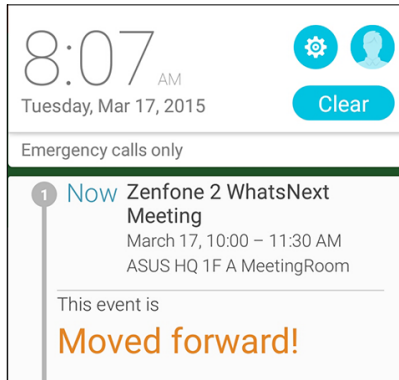 8:07 AM
Tuesday, Mar 17, 2015
Clear
Emergency calls only
1 Now Zenfone 2 WhatsNext
Meeting
March 17, 10:00 – 11:30 AM
ASUS HQ 1F A MeetingRoom
This event is
Moved forward!